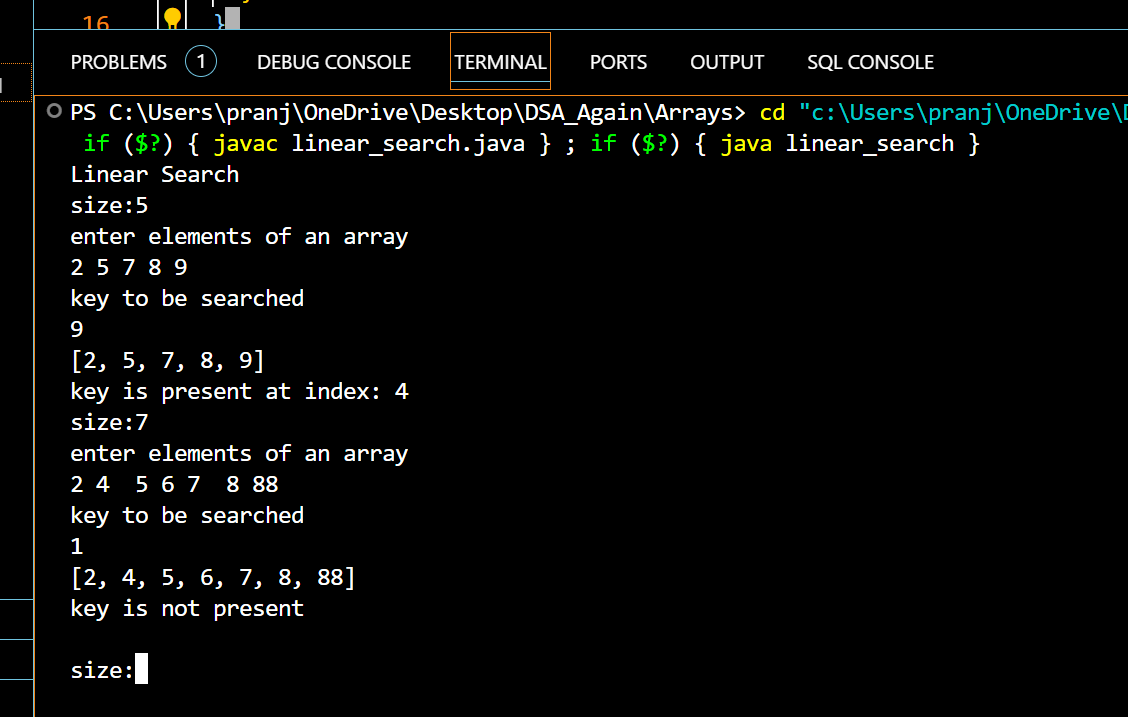 16 }
PROBLEMS 1 DEBUG CONSOLE TERMINAL PORTS OUTPUT SQL CONSOLE
PS C:\Users\pranj\OneDrive\Desktop\DSA_Again\Arrays> cd "c:\Users\pranj\OneDrive\
if ($?) { javac linear_search.java } ; if ($?) { java linear_search }
Linear Search
size:5
enter elements of an array
2 5 7 8 9
key to be searched
9
[2, 5, 7, 8, 9]
key is present at index: 4
size:7
enter elements of an array
2 4  5 6 7  8 88
key to be searched
1
[2, 4, 5, 6, 7, 8, 88]
key is not present
size: